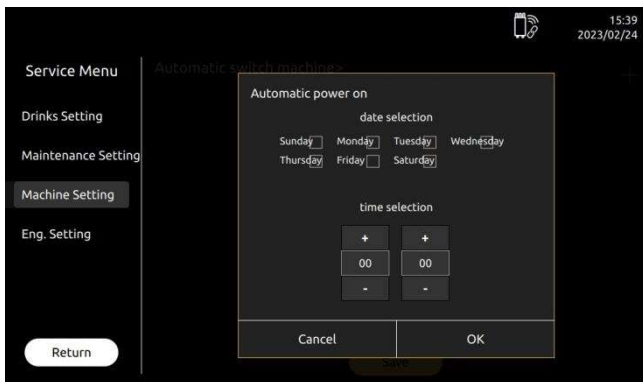 15:39
2023/02/24
Service Menu
Automatic switch machine>
Automatic power on
Drinks Setting
date selection
Sunday Monday Tuesday Wednesday
Maintenance Setting
Thursday Friday Saturday
Machine Setting
time selection
Eng. Setting
+ +
00 00
- -
Cancel OK
Return
Save